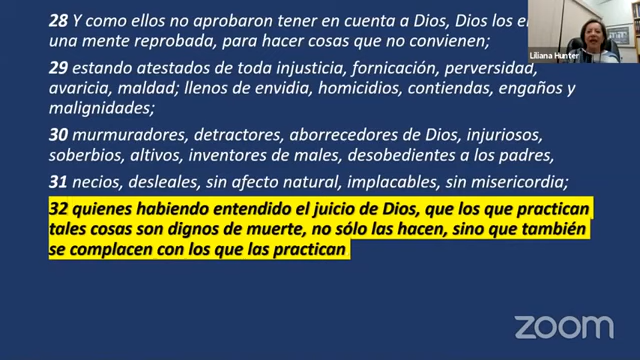 28 Y como ellos no aprobaron tener en cuenta a Dios, Dios los
una mente reprobada, para hacer cosas que no convienen;
29 estando atestados de toda injusticia, fornicación, perversidad,
avaricia, maldad; llenos de envidia, homicidios, contiendas, engaños y
malignidades;
30 murmuradores, detractores, aborrecedores de Dios, injuriosos,
soberbios, altivos, inventores de males, desobedientes a los padres,
31 necios, desleales, sin afecto natural, implacables, sin misericordia;
32 quienes habiendo entendido el juicio de Dios, que los que practican
tales cosas son dignos de muerte, no sólo las hacen, sino que también
se complacen con los que las practican
Liliana Hunter
zoom